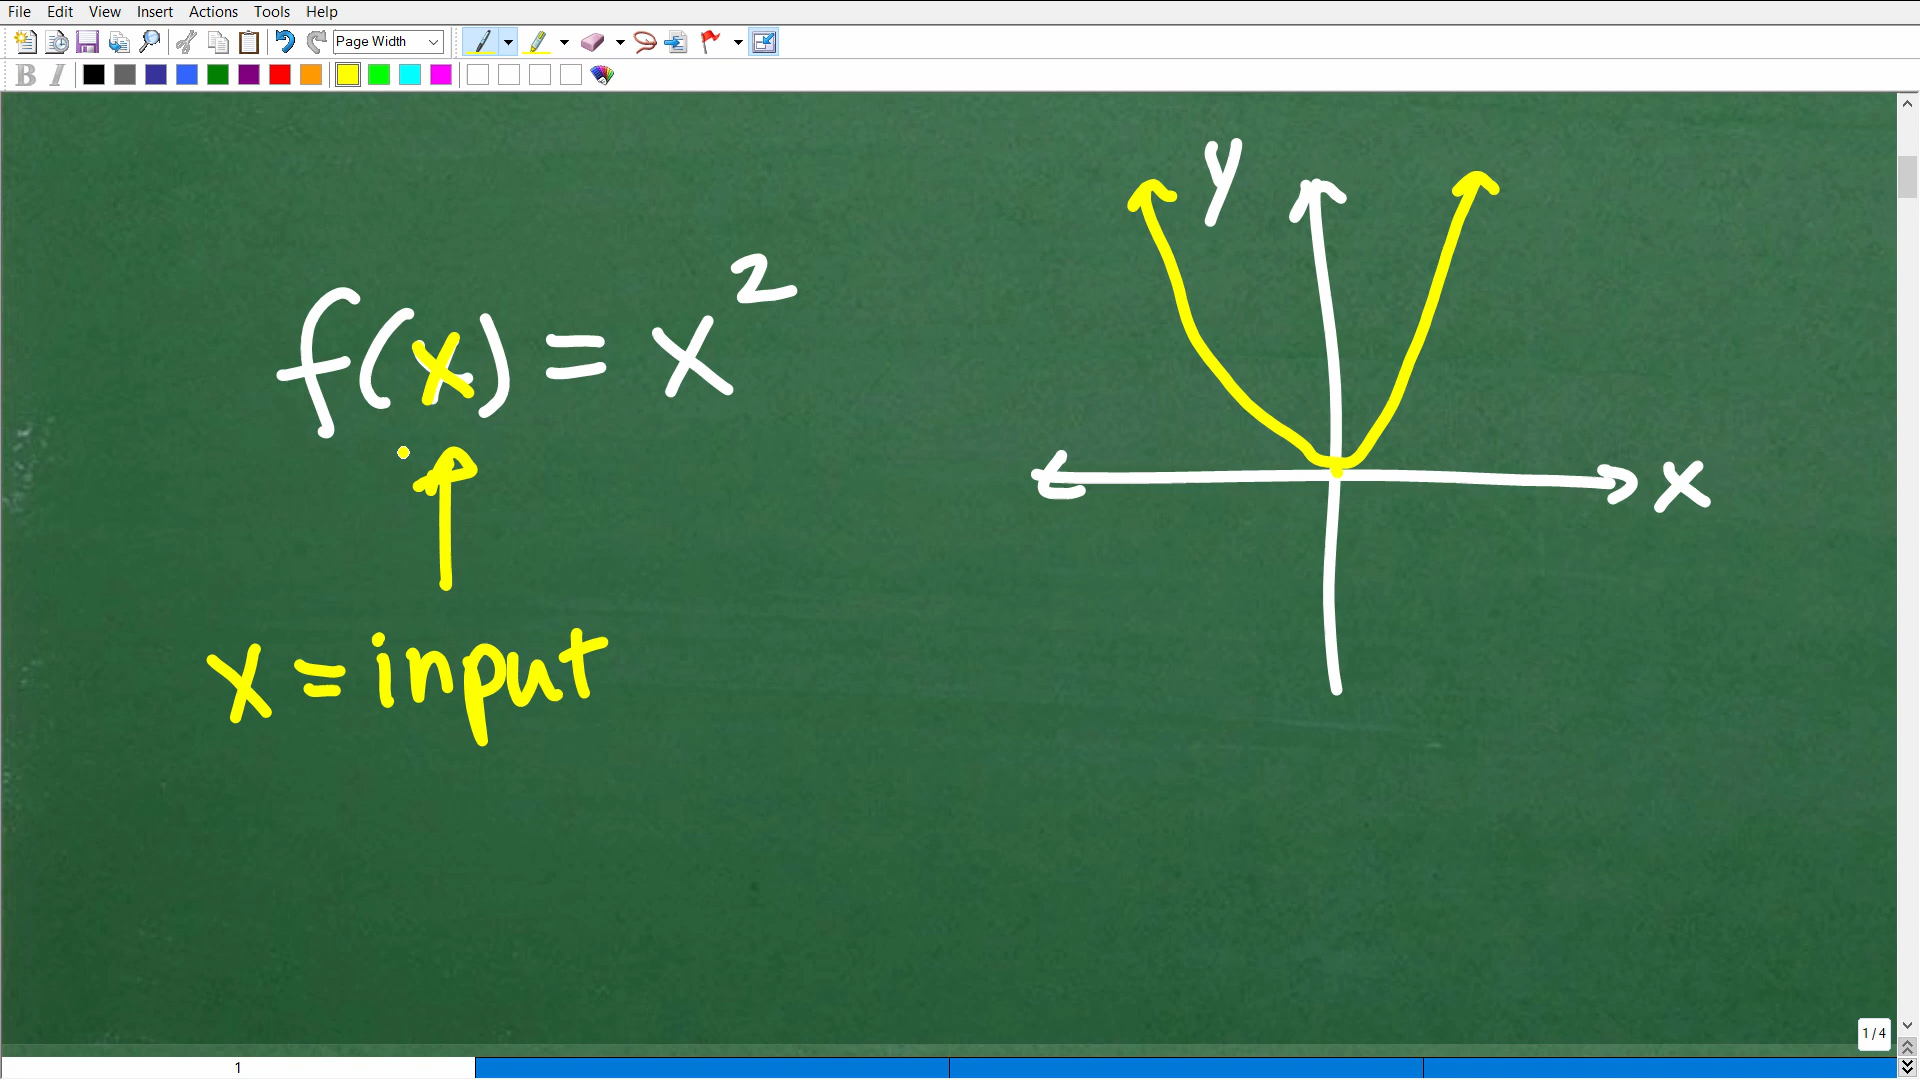 File Edit View Insert Actions Tools Help
Page Width
B I
y
f(x) = x²
x
x = input
1 / 4
1